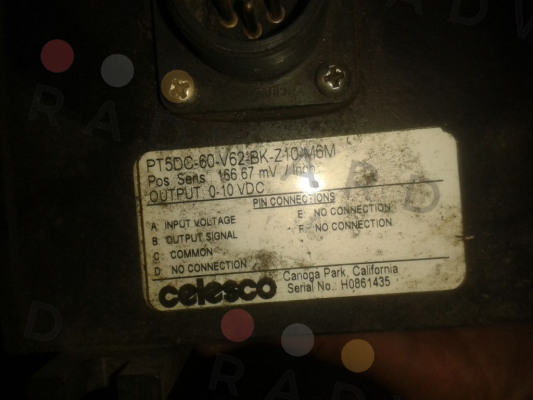 PT5DC-60-V62-BK-Z10-M6M
Pos Sens 166.67 mV / Inch
OUTPUT: 0-10 VDC
PIN CONNECTIONS
A INPUT VOLTAGE
B OUTPUT SIGNAL
C COMMON
D NO CONNECTION
E NO CONNECTION
F NO CONNECTION
celesco
Canoga Park, California
Serial No.: H0861435
RADWELL